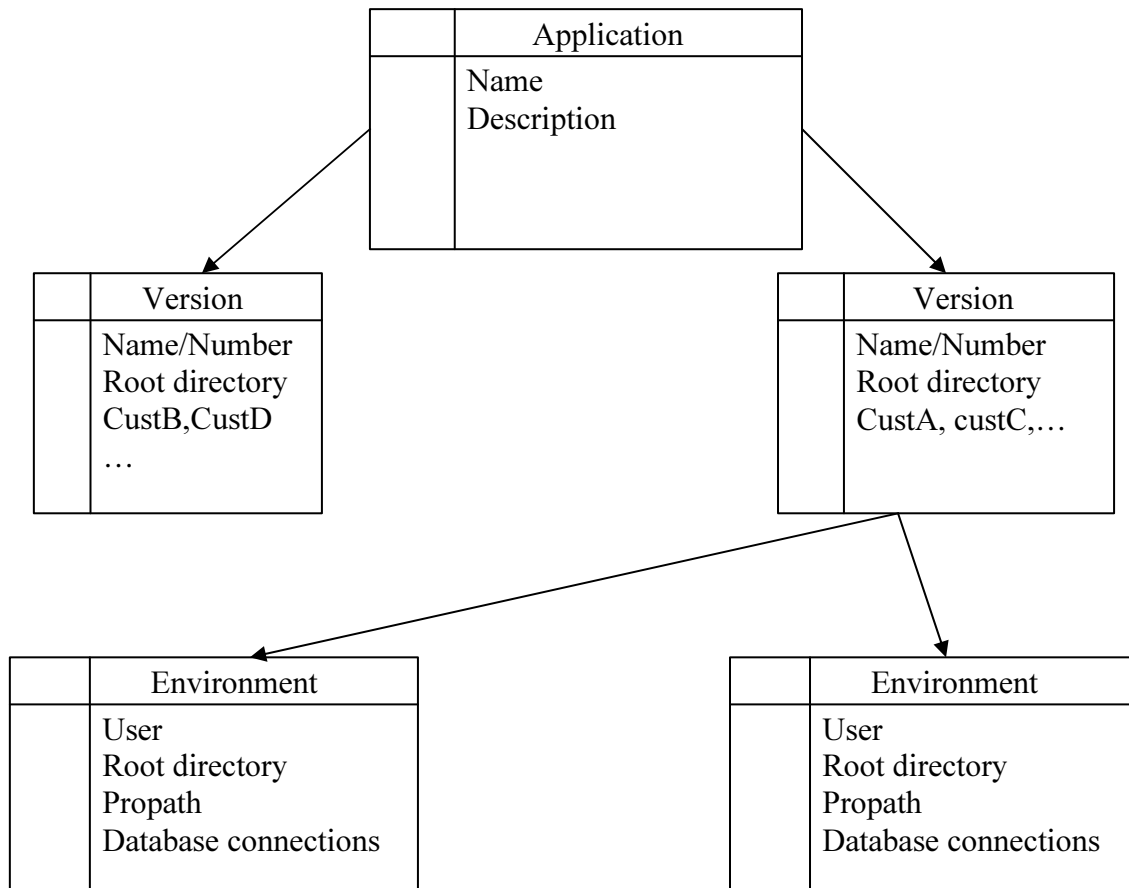 Application
Name
Description
Version
Name/Number
Root directory
CustB,CustD
…
Version
Name/Number
Root directory
CustA, custC,…
Environment
User
Root directory
Propath
Database connections
Environment
User
Root directory
Propath
Database connections